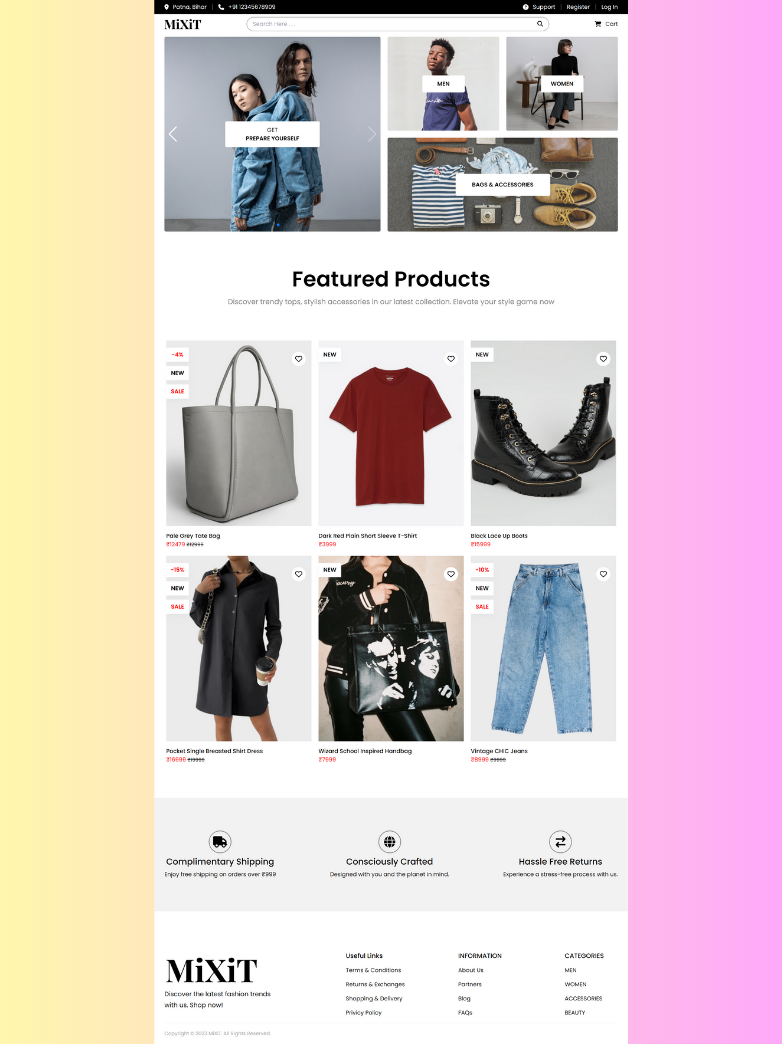 Patna, Bihar
+91 12345678909
Support
Register
Log In
MiXiT
Search Here . . .
Cart
GET
PREPARE YOURSELF
MEN
WOMEN
BAGS & ACCESSORIES
Featured Products
Discover trendy tops, stylish accessories in our latest collection. Elevate your style game now
-4%
NEW
SALE
NEW
NEW
Pale Grey Tote Bag
₹12479 ₹12999
Dark Red Plain Short Sleeve T-Shirt
₹3999
Black Lace Up Boots
₹15999
-15%
NEW
SALE
NEW
-10%
NEW
SALE
Pocket Single Breasted Shirt Dress
₹16699
Wizard School Inspired Handbag
₹7999
Vintage CHIC Jeans
₹8999 ₹9999
Complimentary Shipping
Enjoy free shipping on orders over ₹999
Consciously Crafted
Designed with you and the planet in mind.
Hassle Free Returns
Experience a stress-free process with us.
MiXiT
Discover the latest fashion trends
with us. Shop now!
Useful Links
Terms & Conditions
Returns & Exchanges
Shopping & Delivery
Privicy Policy
INFORMATION
About Us
Partners
Blog
FAQs
CATEGORIES
MEN
WOMEN
ACCESSORIES
BEAUTY
MiXiT. All Rights Reserved.